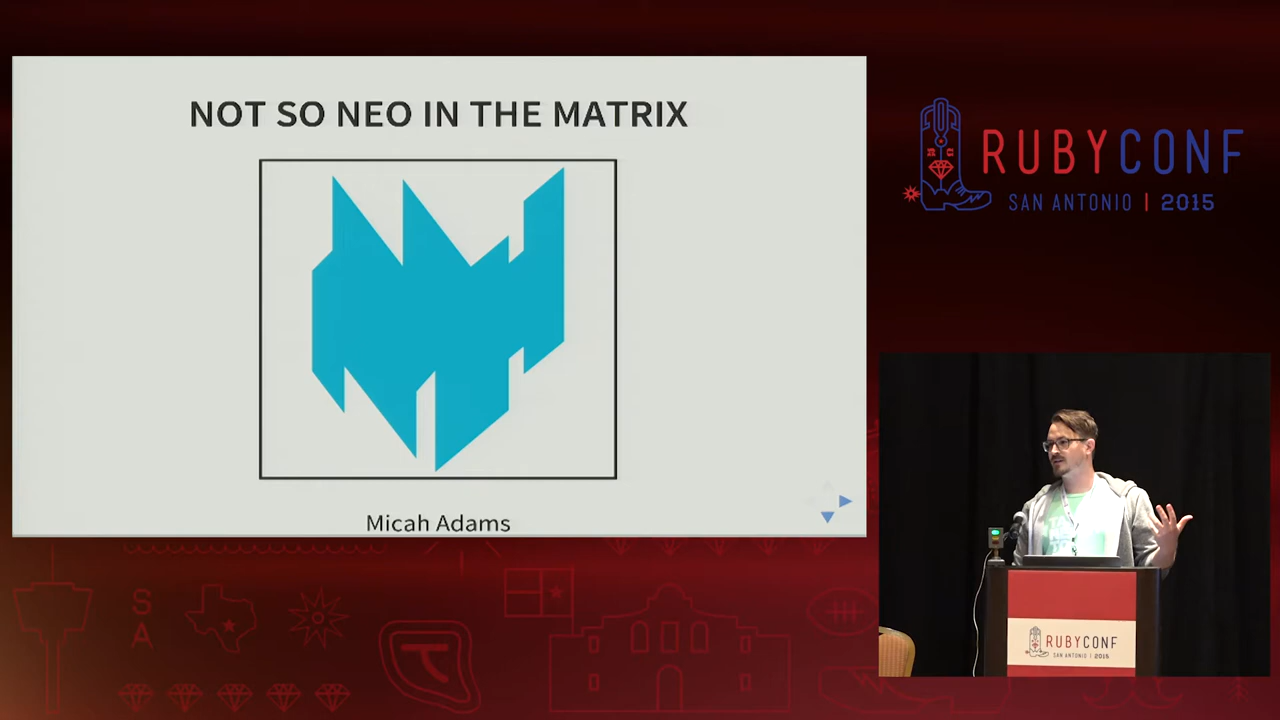 NOT SO NEO IN THE MATRIX
Micah Adams
RUBYCONF
SAN ANTONIO | 2015
S
A
RUBYCONF
SAN ANTONIO | 2015